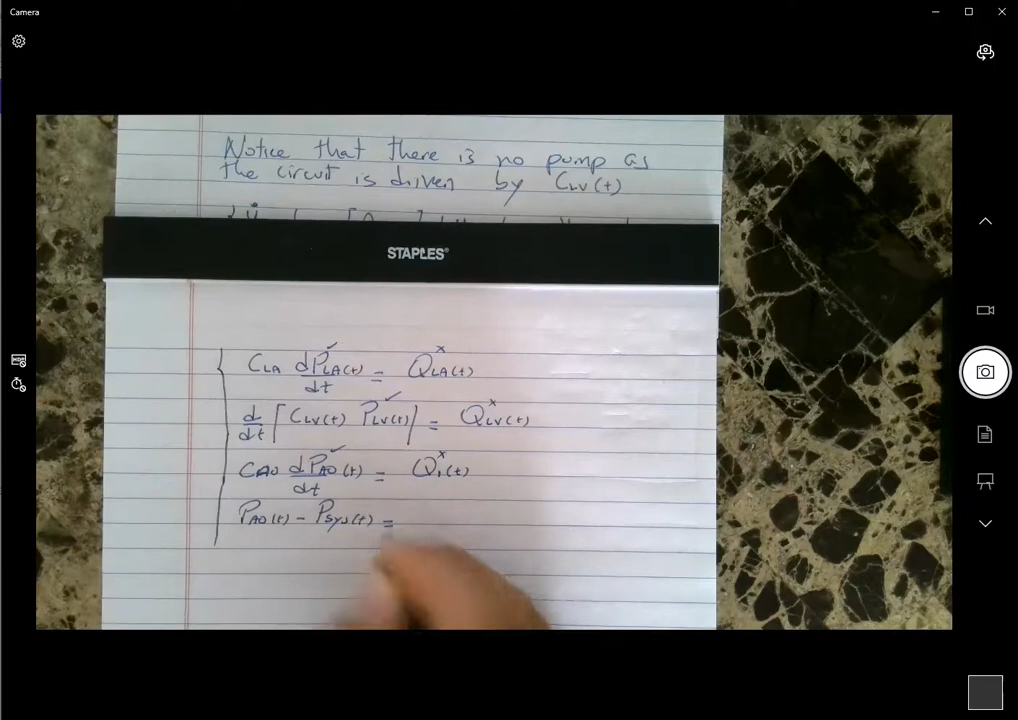 Camera
Notice that there is no pump as
the circuit is driven by CLV(t)
STAPLES®
CLA dPLA(t)/dt = QLA(t)
d/dt [CLV(t) PLV(t)] = QLV(t)
CAO dPAO(t)/dt = Q1(t)
PAO(t) - Psys(t) =